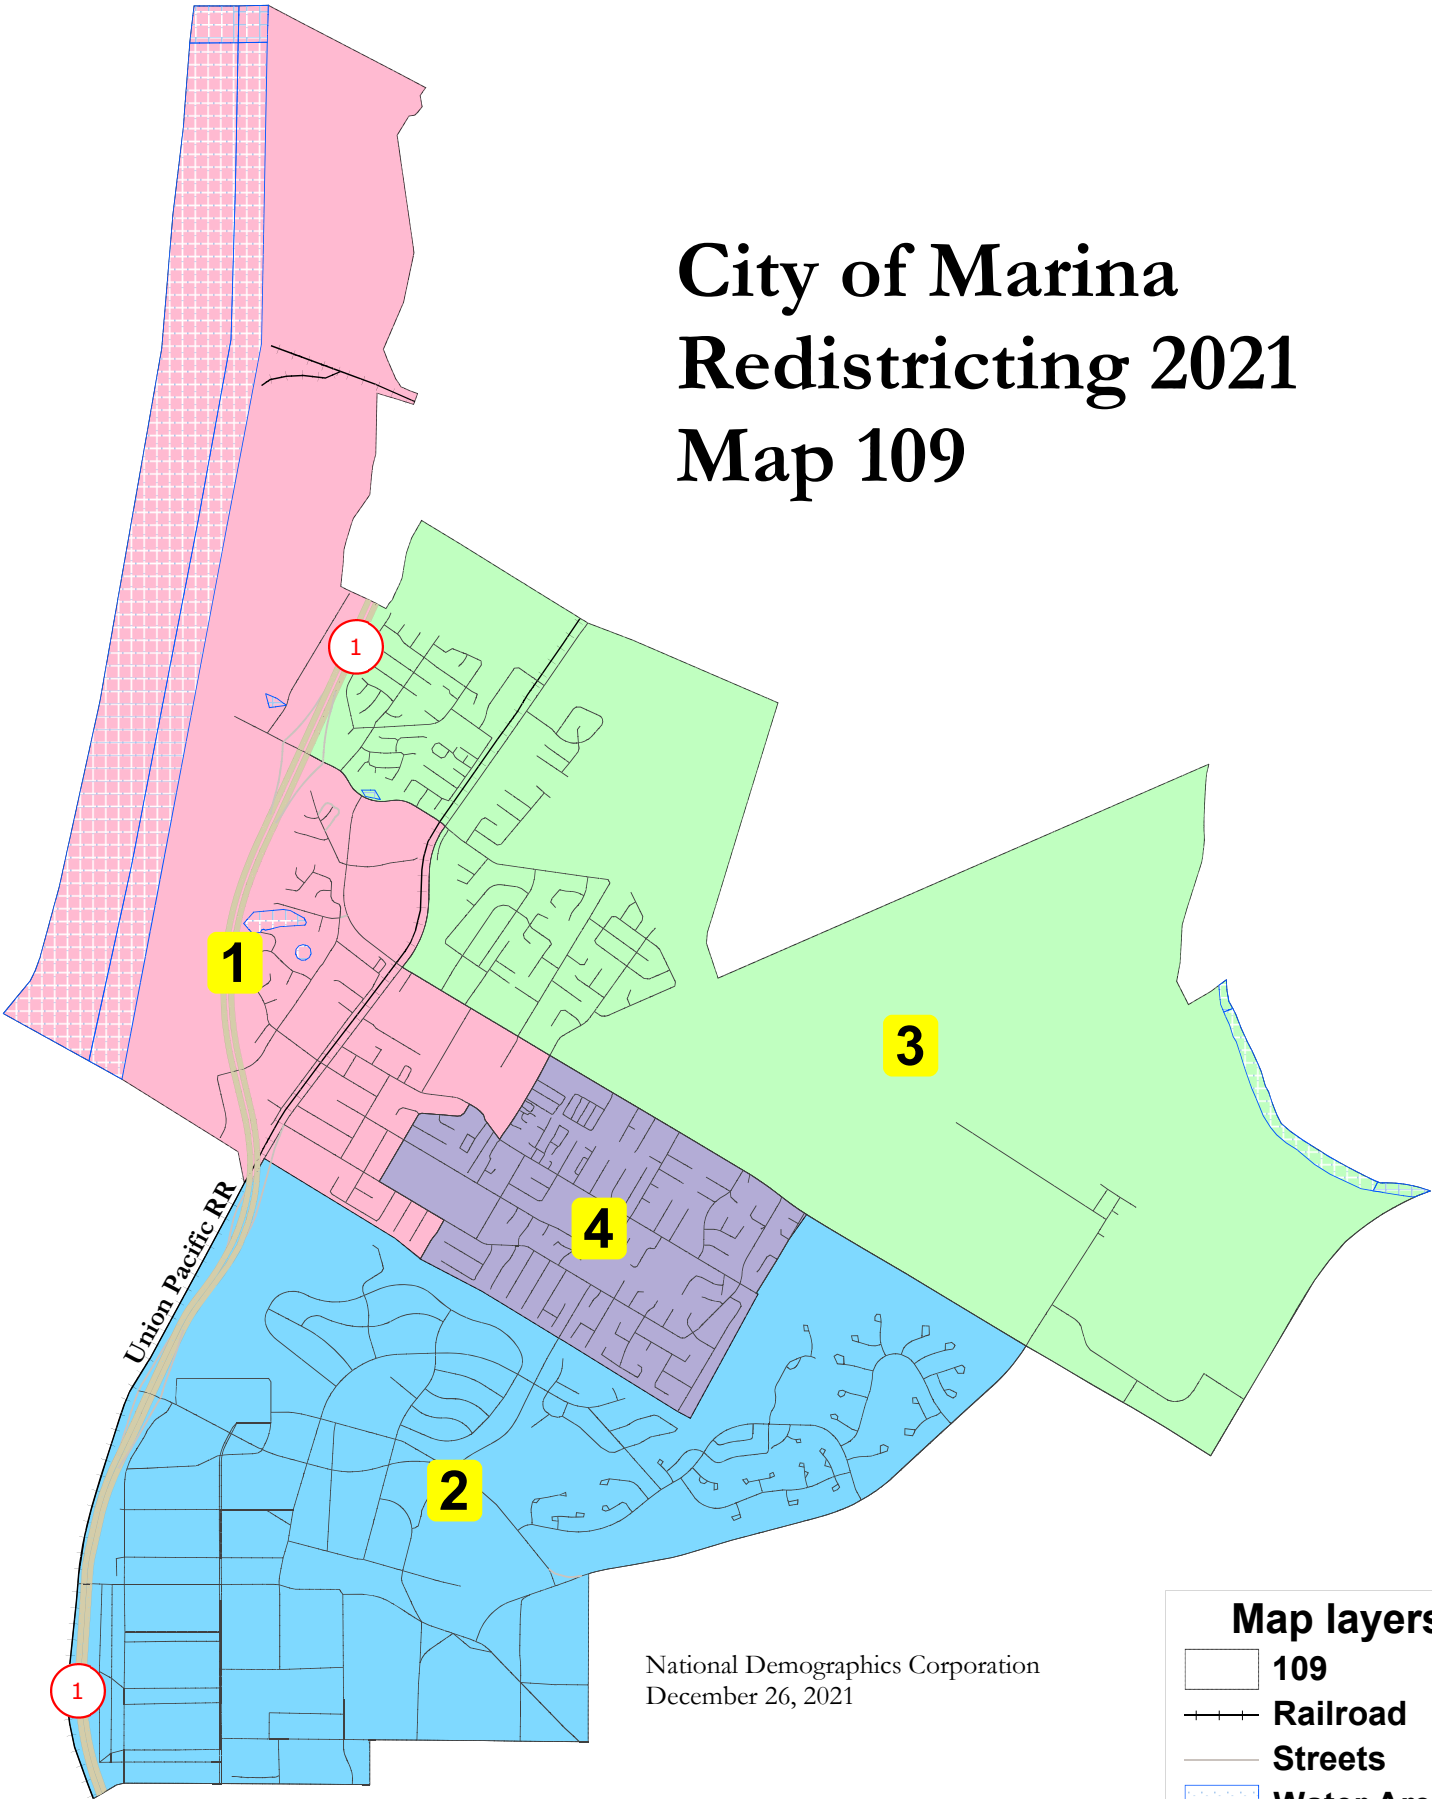 City of Marina
Redistricting 2021
Map 109
1
1
3
4
Union Pacific RR
2
1
National Demographics Corporation
December 26, 2021
Map layers
109
Railroad
Streets